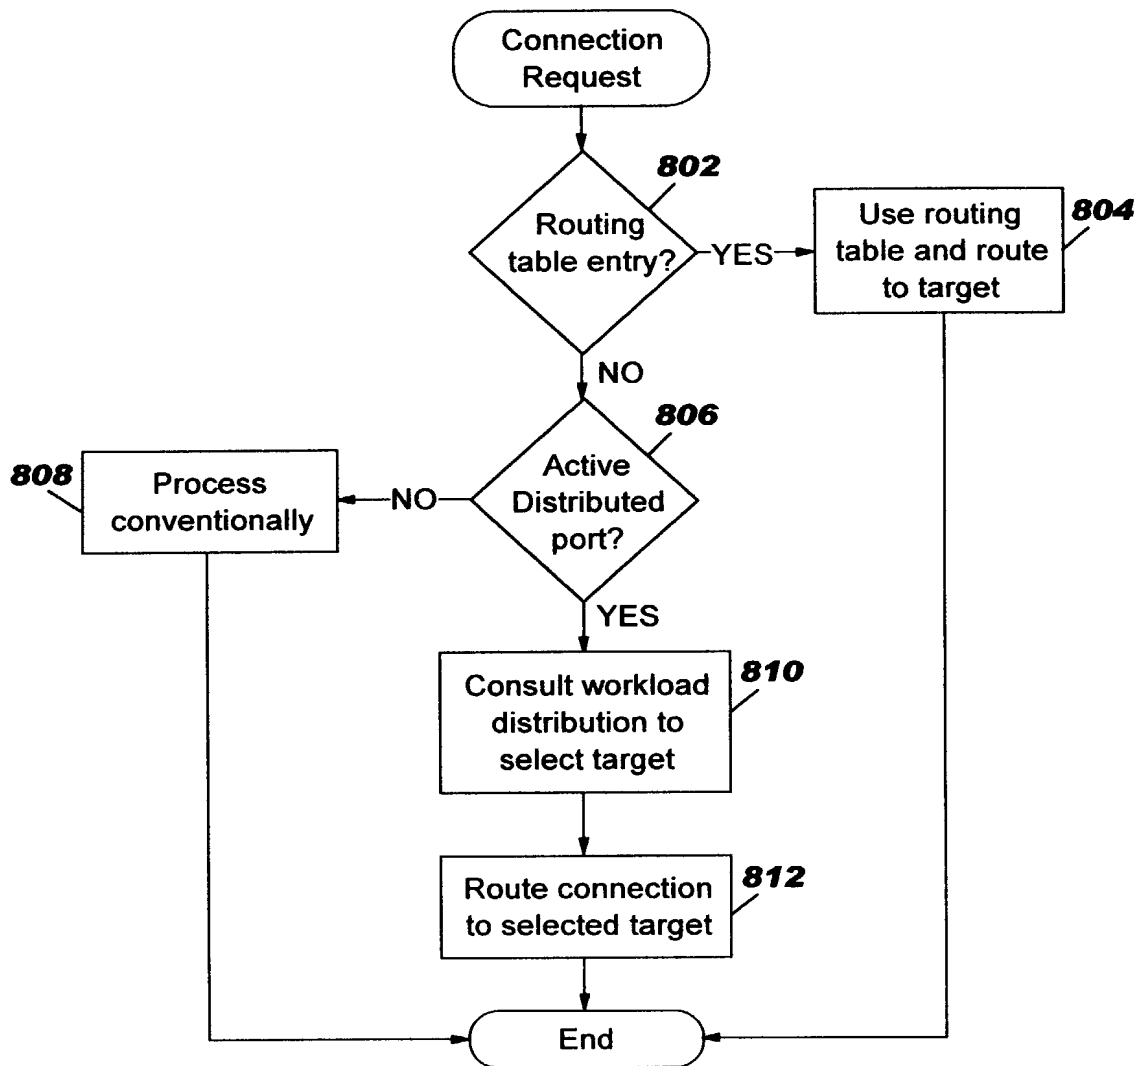 Connection
Request
802
Routing
table entry?
YES
Use routing
table and route
to target
804
NO
806
Active
Distributed
port?
NO
808
Process
conventionally
YES
810
Consult workload
distribution to
select target
812
Route connection
to selected target
End